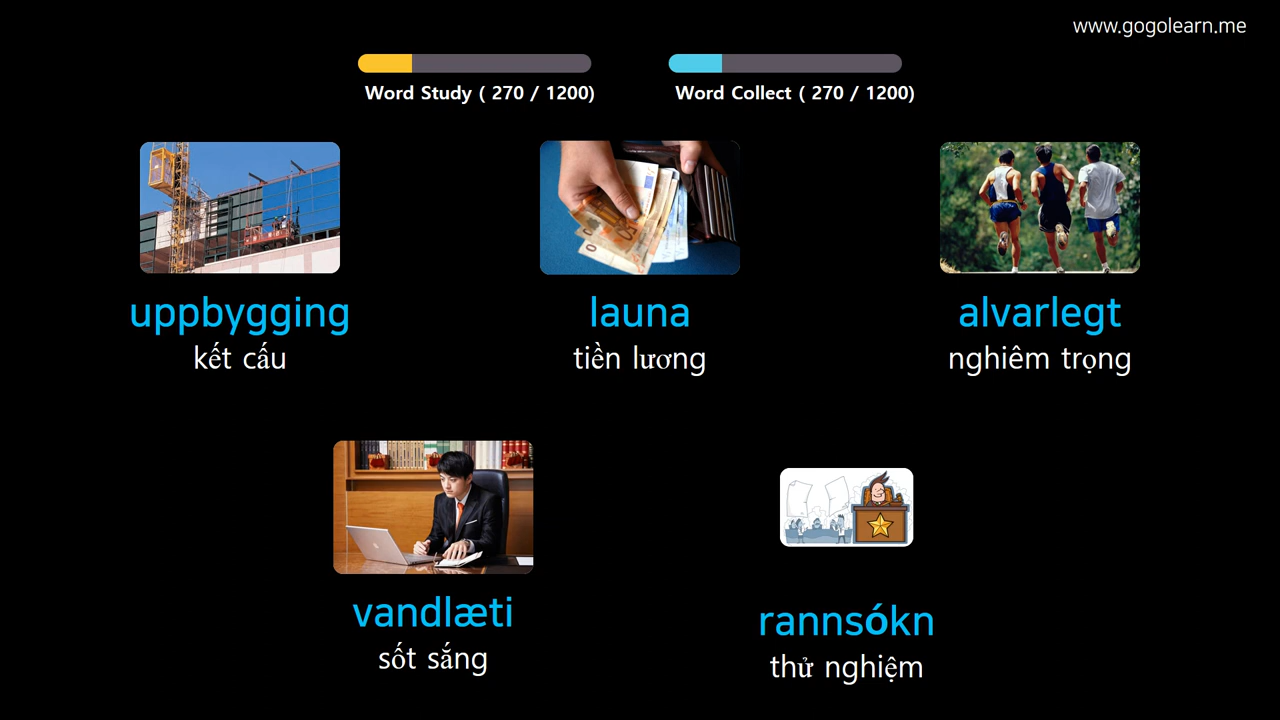 www.gogolearn.me
Word Study ( 270 / 1200)
Word Collect ( 270 / 1200)
uppbygging
kết cấu
launa
tiền lương
alvarlegt
nghiêm trọng
vandlæti
sốt sắng
rannsókn
thử nghiệm